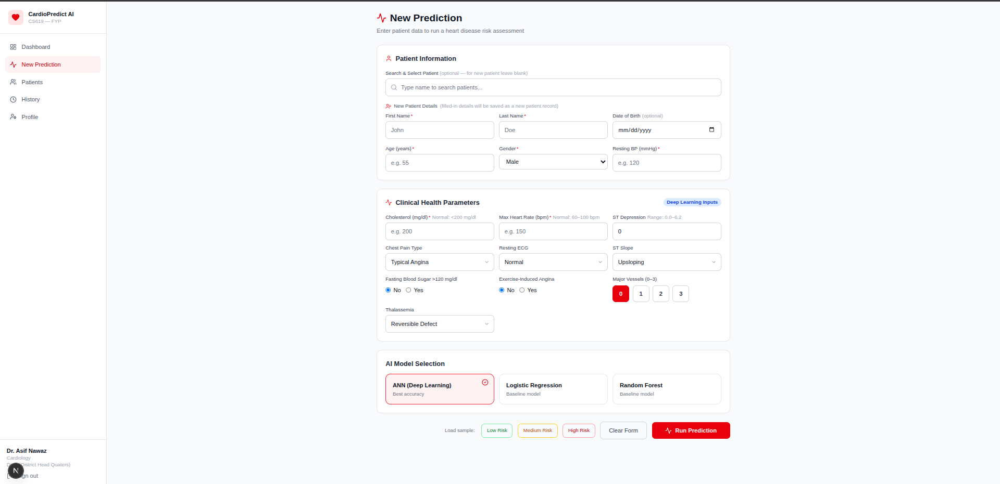 CardioPredict AI
CS619 — FYP
Dashboard
New Prediction
Patients
History
Profile
Dr. Asif Nawaz
Cardiology
District Head Quaters)
out
New Prediction
Enter patient data to run a heart disease risk assessment
Patient Information
Search & Select Patient (optional — for new patient leave blank)
Type name to search patients...
New Patient Details (filled-in details will be saved as a new patient record)
First Name * Last Name * Date of Birth (optional)
John Doe mm/dd/yyyy
Age (years) * Gender * Resting BP (mmHg) *
e.g. 55 Male e.g. 120
Clinical Health Parameters Deep Learning Inputs
Cholesterol (mg/dl) * Normal: <200 mg/dl Max Heart Rate (bpm) * Normal: 60–100 bpm ST Depression Range: 0.0–6.2
e.g. 200 e.g. 150 0
Chest Pain Type Resting ECG ST Slope
Typical Angina Normal Upsloping
Fasting Blood Sugar >120 mg/dl Exercise-Induced Angina Major Vessels (0–3)
No Yes No Yes 0 1 2 3
Thalassemia
Reversible Defect
AI Model Selection
ANN (Deep Learning) Logistic Regression Random Forest
Best accuracy Baseline model Baseline model
Load sample: Low Risk Medium Risk High Risk Clear Form Run Prediction